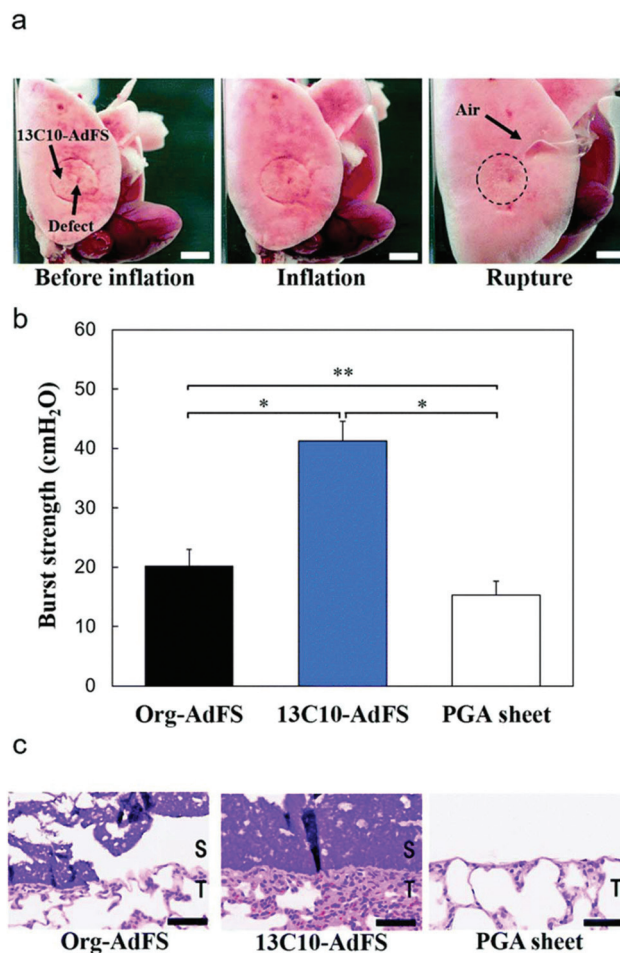 a
13C10-AdFS
Defect
Air
Before inflation
Inflation
Rupture
b
Burst strength (cmH₂O)
60
50
40
30
20
10
0
**
*
*
Org-AdFS
13C10-AdFS
PGA sheet
c
S
T
S
T
T
Org-AdFS
13C10-AdFS
PGA sheet